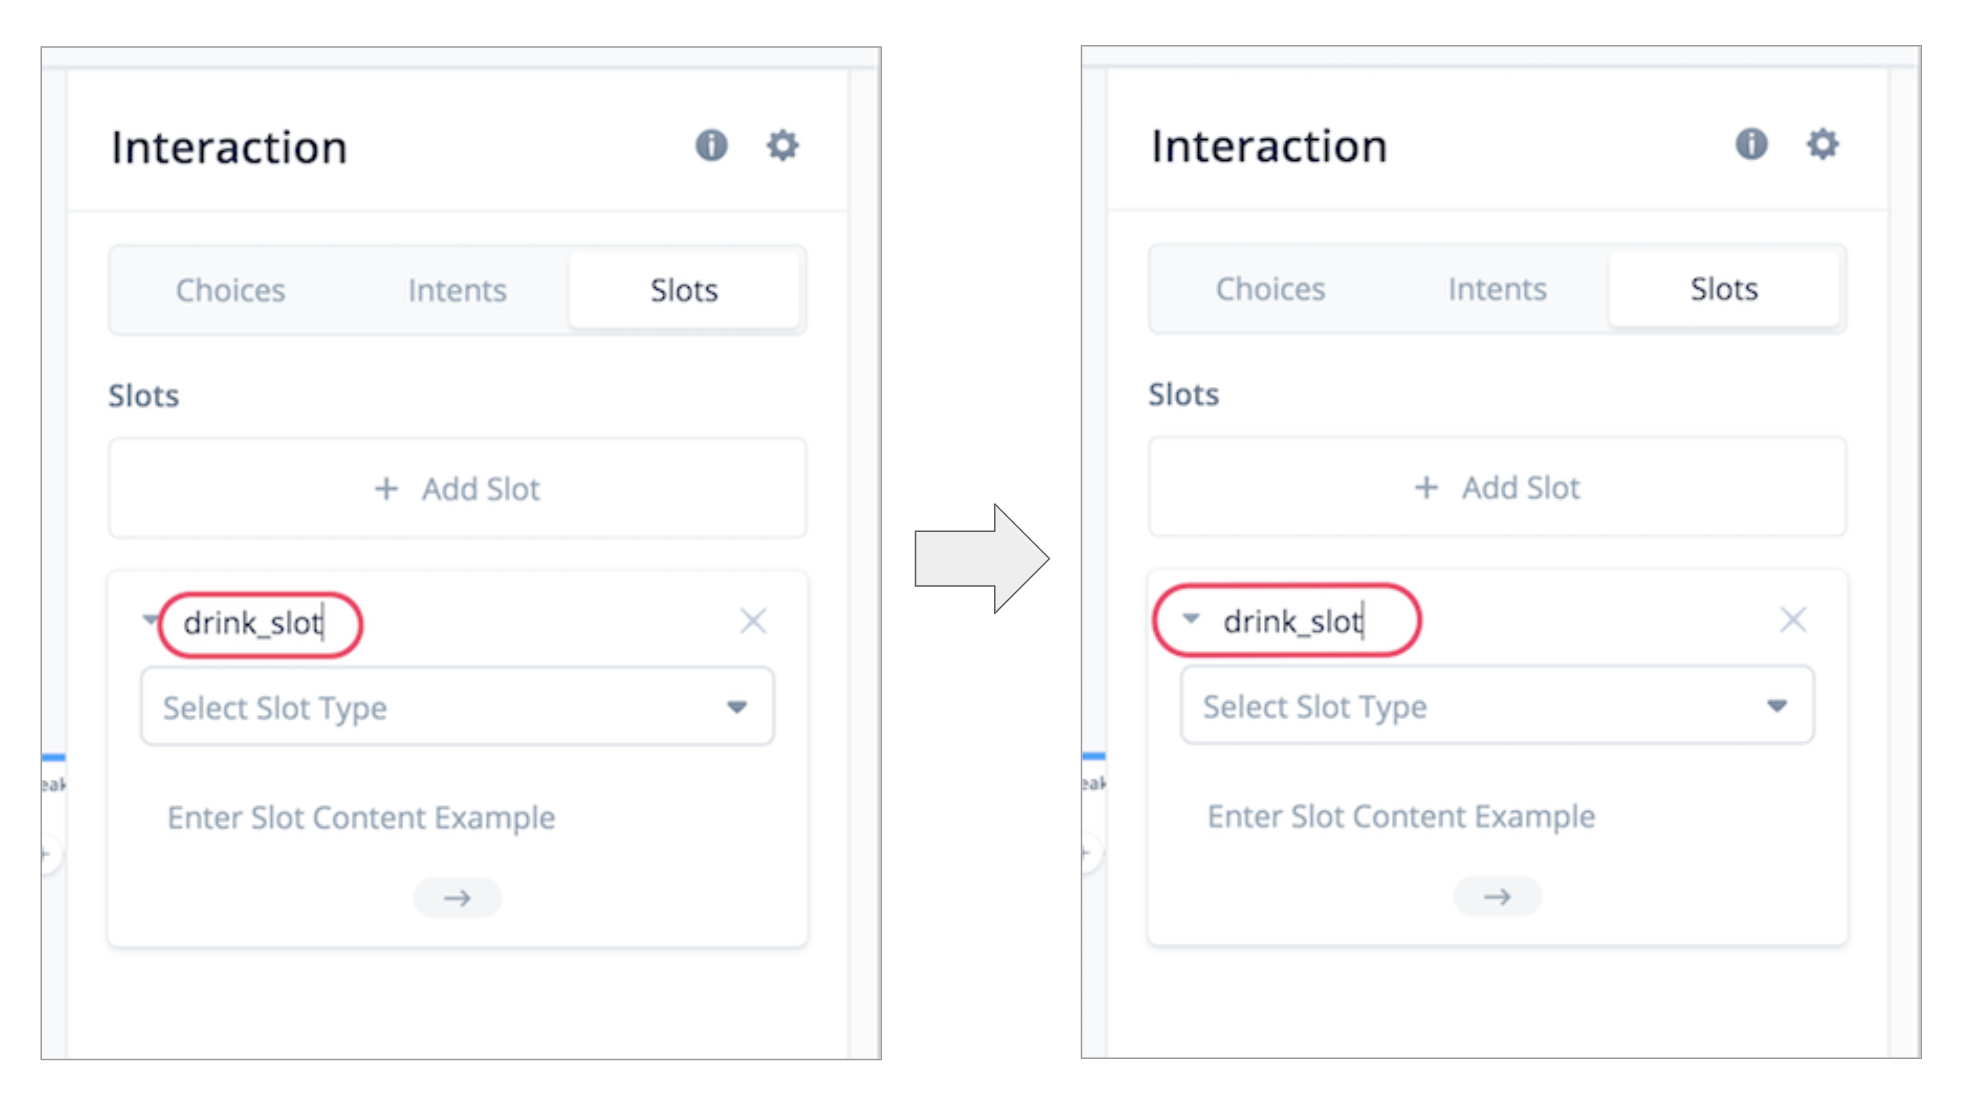 Interaction
Choices Intents Slots
Slots
+ Add Slot
drink_slot
Select Slot Type
Enter Slot Content Example
eak
Interaction
Choices Intents Slots
Slots
+ Add Slot
drink_slot
Select Slot Type
Enter Slot Content Example
eak